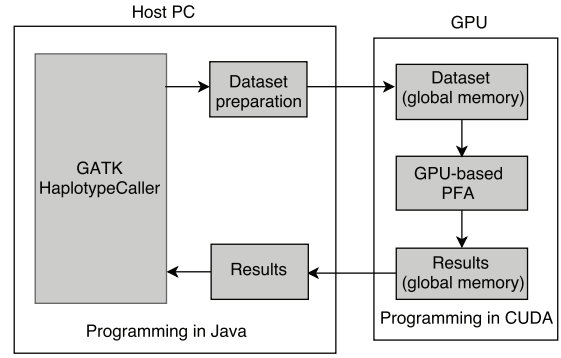 Host PC
GPU
GATK
HaplotypeCaller
Dataset
preparation
Dataset
(global memory)
GPU-based
PFA
Results
Results
(global memory)
Programming in Java
Programming in CUDA